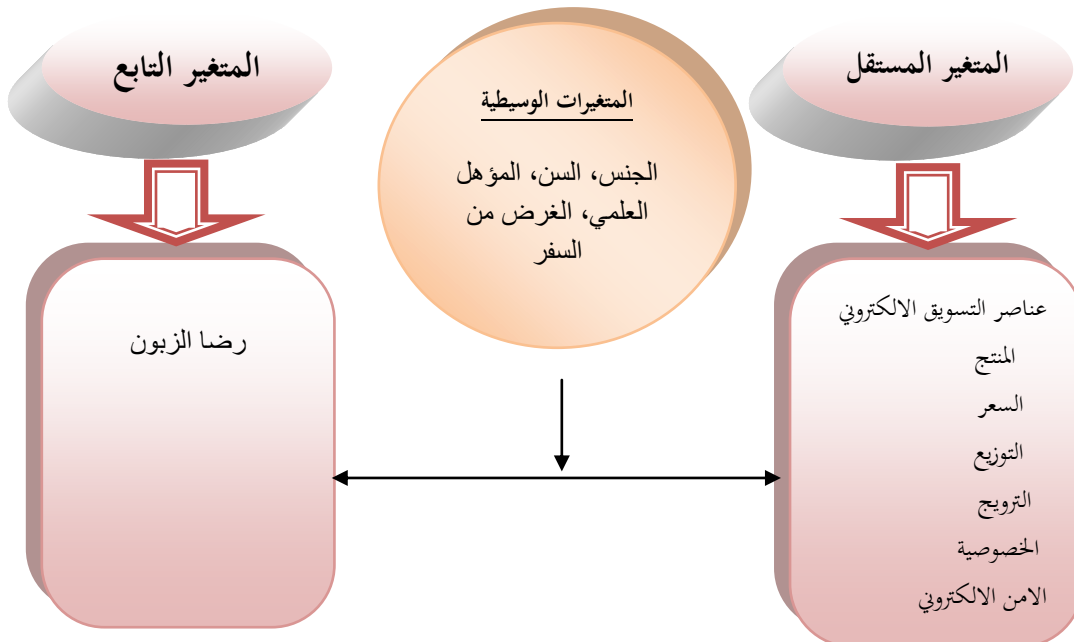 المتغير المستقل
عناصر التسويق الالكتروني
المنتج
السعر
التوزيع
الترويج
الخصوصية
الامن الالكتروني
المتغيرات الوسيطية
الجنس، السن، المؤهل
العلمي، الغرض من
السفر
المتغير التابع
رضا الزبون